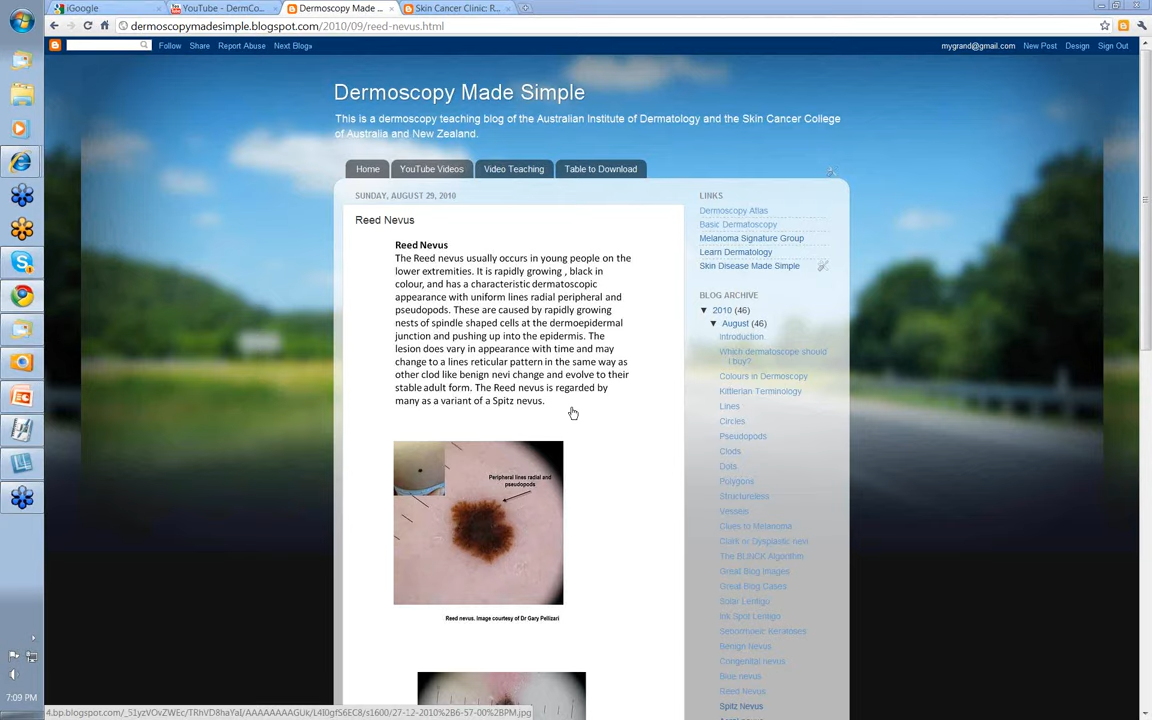 iGoogle
YouTube - DermCo...
Dermoscopy Made ...
Skin Cancer Clinic: R...
dermoscopymadesimple.blogspot.com/2010/09/reed-nevus.html
Follow Share Report Abuse Next Blog»
mygrand@gmail.com New Post Design Sign Out
Dermoscopy Made Simple
This is a dermoscopy teaching blog of the Australian Institute of Dermatology and the Skin Cancer College
of Australia and New Zealand.
Home YouTube Videos Video Teaching Table to Download
SUNDAY, AUGUST 29, 2010
Reed Nevus
Reed Nevus
The Reed nevus usually occurs in young people on the
lower extremities. It is rapidly growing , black in
colour, and has a characteristic dermatoscopic
appearance with uniform lines radial peripheral and
pseudopods. These are caused by rapidly growing
nests of spindle shaped cells at the dermoepidermal
junction and pushing up into the epidermis. The
lesion does vary in appearance with time and may
change to a lines reticular pattern in the same way as
other clod like benign nevi change and evolve to their
stable adult form. The Reed nevus is regarded by
many as a variant of a Spitz nevus.
Peripheral lines radial and
pseudopods
Reed nevus. Image courtesy of Dr Gary Pellizari
LINKS
Dermoscopy Atlas
Basic Dermatoscopy
Melanoma Signature Group
Learn Dermatology
Skin Disease Made Simple
BLOG ARCHIVE
▼ 2010 (46)
▼ August (46)
Introduction
Which dermatoscope should
I buy?
Colours in Dermoscopy
Kittlerian Terminology
Lines
Circles
Pseudopods
Clods
Dots
Polygons
Structureless
Vessels
Clues to Melanoma
Clark or Dysplastic nevi
The BLINCK Algorithm
Great Blog Images
Great Blog Cases
Solar Lentigo
Ink Spot Lentigo
Seborrhoeic Keratoses
Benign Nevus
Congenital nevus
Blue nevus
Reed Nevus
Spitz Nevus
7:09 PM